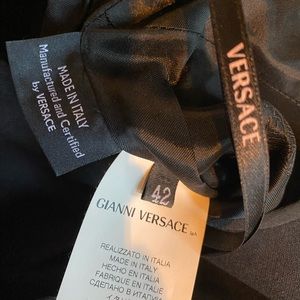 MADE IN ITALY
Manufactured and Certified
by VERSACE
VERSACE
42
GIANNI VERSACE SpA
REALIZZATO IN ITALIA
MADE IN ITALY
HECHO EN ITALIA
FABRIQUE EN ITALIE
СДЕЛАНО В ИТАЛИИ